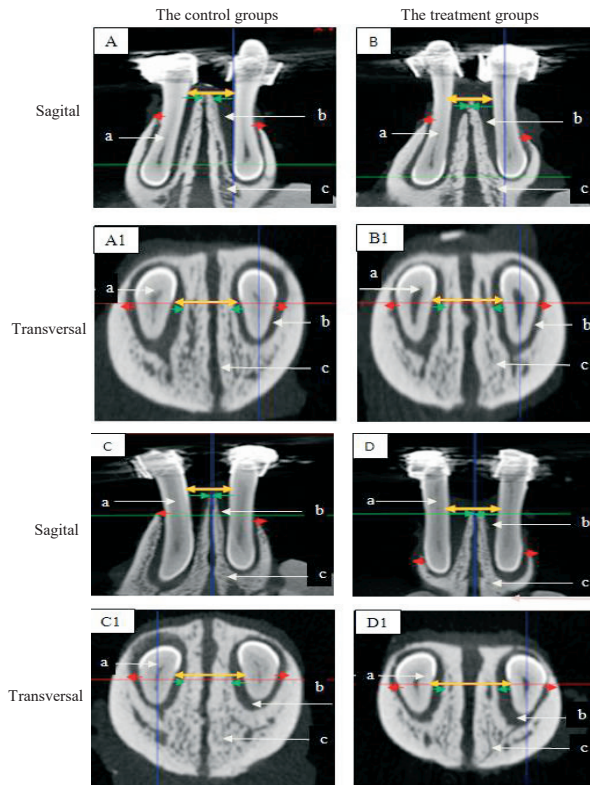 The control groups
The treatment groups
Sagital
A
a
b
c
B
a
b
c
Transversal
A1
a
b
c
B1
a
b
c
Sagital
C
a
b
c
D
a
b
c
Transversal
C1
a
b
c
D1
a
b
c